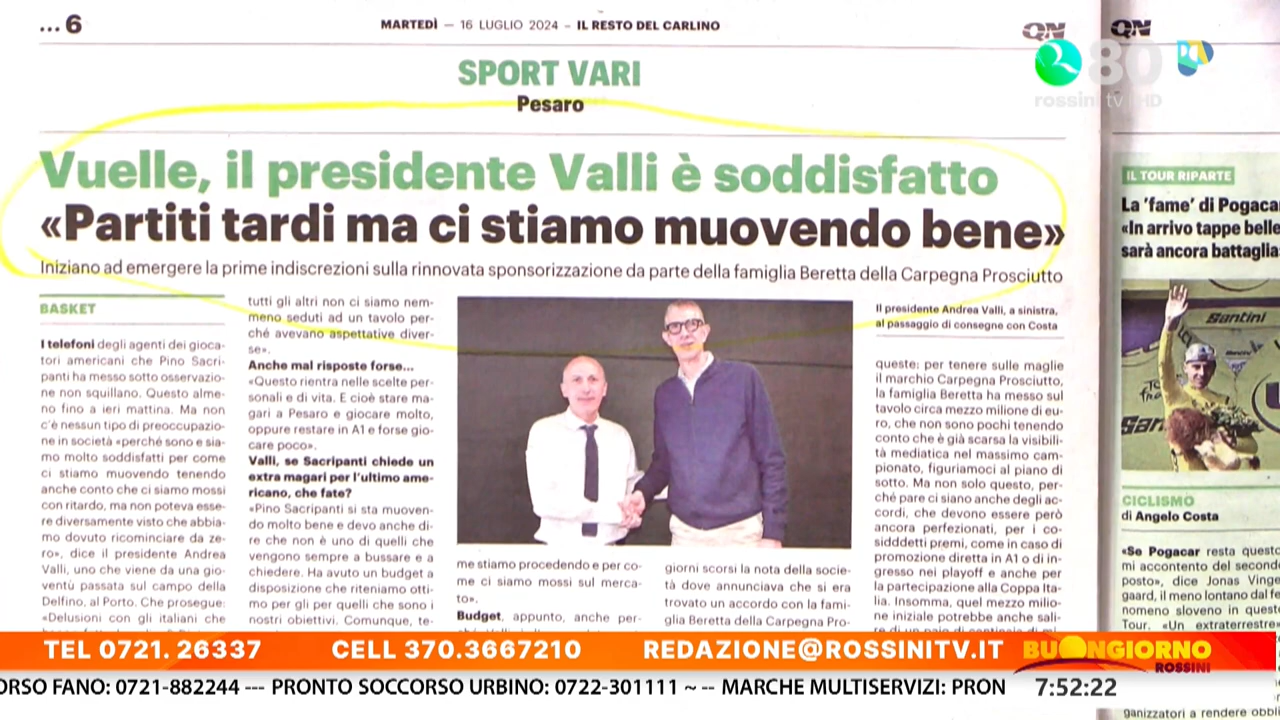 ... 6
MARTEDÌ — 16 LUGLIO 2024 – IL RESTO DEL CARLINO
QN
QN
80
rossini tv HD
SPORT VARI
Pesaro
Vuelle, il presidente Valli è soddisfatto
«Partiti tardi ma ci stiamo muovendo bene»
Iniziano ad emergere la prime indiscrezioni sulla rinnovata sponsorizzazione da parte della famiglia Beretta della Carpegna Prosciutto
BASKET
I telefoni degli agenti dei gioca-
tori americani che Pino Sacri-
panti ha messo sotto osservazio-
ne non squillano. Questo alme-
no fino a ieri mattina. Ma non
c'è nessun tipo di preoccupazio-
ne in società «perché sono e sia-
mo molto soddisfatti per come
ci stiamo muovendo tenendo
anche conto che ci siamo mossi
con ritardo, ma non poteva esse-
re diversamente visto che abbia-
mo dovuto ricominciare da ze-
ro», dice il presidente Andrea
Valli, uno che viene da una gio-
ventù passata sul campo della
Delfino, al Porto. Che prosegue:
«Delusioni con gli italiani che
tutti gli altri non ci siamo nem-
meno seduti ad un tavolo per-
ché avevano aspettative diver-
se».
Anche mal risposte forse...
«Questo rientra nelle scelte per-
sonali e di vita. E cioè stare ma-
gari a Pesaro e giocare molto,
oppure restare in A1 e forse gio-
care poco».
Valli, se Sacripanti chiede un
extra magari per l'ultimo ame-
ricano, che fate?
«Pino Sacripanti si sta muoven-
do molto bene e devo anche di-
re che non è uno di quelli che
vengono sempre a bussare e a
chiedere. Ha avuto un budget a
disposizione che riteniamo otti-
mo per gli per quelli che sono i
nostri obiettivi. Comunque, te-
me stiamo procedendo e per co-
me ci siamo mossi sul merca-
to».
Budget, appunto, anche per-
giorni scorsi la nota della socie-
tà dove annunciava che si era
trovato un accordo con la fami-
glia Beretta della Carpegna Pro-
Il presidente Andrea Valli, a sinistra,
al passaggio di consegne con Costa
queste: per tenere sulle maglie
il marchio Carpegna Prosciutto,
la famiglia Beretta ha messo sul
tavolo circa mezzo milione di eu-
ro, che non sono pochi tenendo
conto che è già scarsa la visibili-
tà mediatica nel massimo cam-
pionato, figuriamoci al piano di
sotto. Ma non solo questo, per-
ché pare ci siano anche degli ac-
cordi, che devono essere però
ancora perfezionati, per i co-
sidddetti premi, come in caso di
promozione diretta in A1 o di in-
gresso nei playoff e anche per
la partecipazione alla Coppa Ita-
lia. Insomma, quel mezzo milio-
ne iniziale potrebbe anche sali-
IL TOUR RIPARTE
La 'fame' di Pogaca
«In arrivo tappe belle
sarà ancora battaglia
Santini
CICLISMO
di Angelo Costa
«Se Pogacar resta questo
mi accontento del second
posto», dice Jonas Vinge
gaard, il meno lontano dal fe
nomeno sloveno in quest
Tour. «Un extraterrestre»
ganizzatori a rendere obbli
TEL 0721. 26337
CELL 370.3667210
REDAZIONE@ROSSINITV.IT
BUONGIORNO
ROSSINI
ORSO FANO: 0721-882244 --- PRONTO SOCCORSO URBINO: 0722-301111 ~ -- MARCHE MULTISERVIZI: PRON
7:52:22